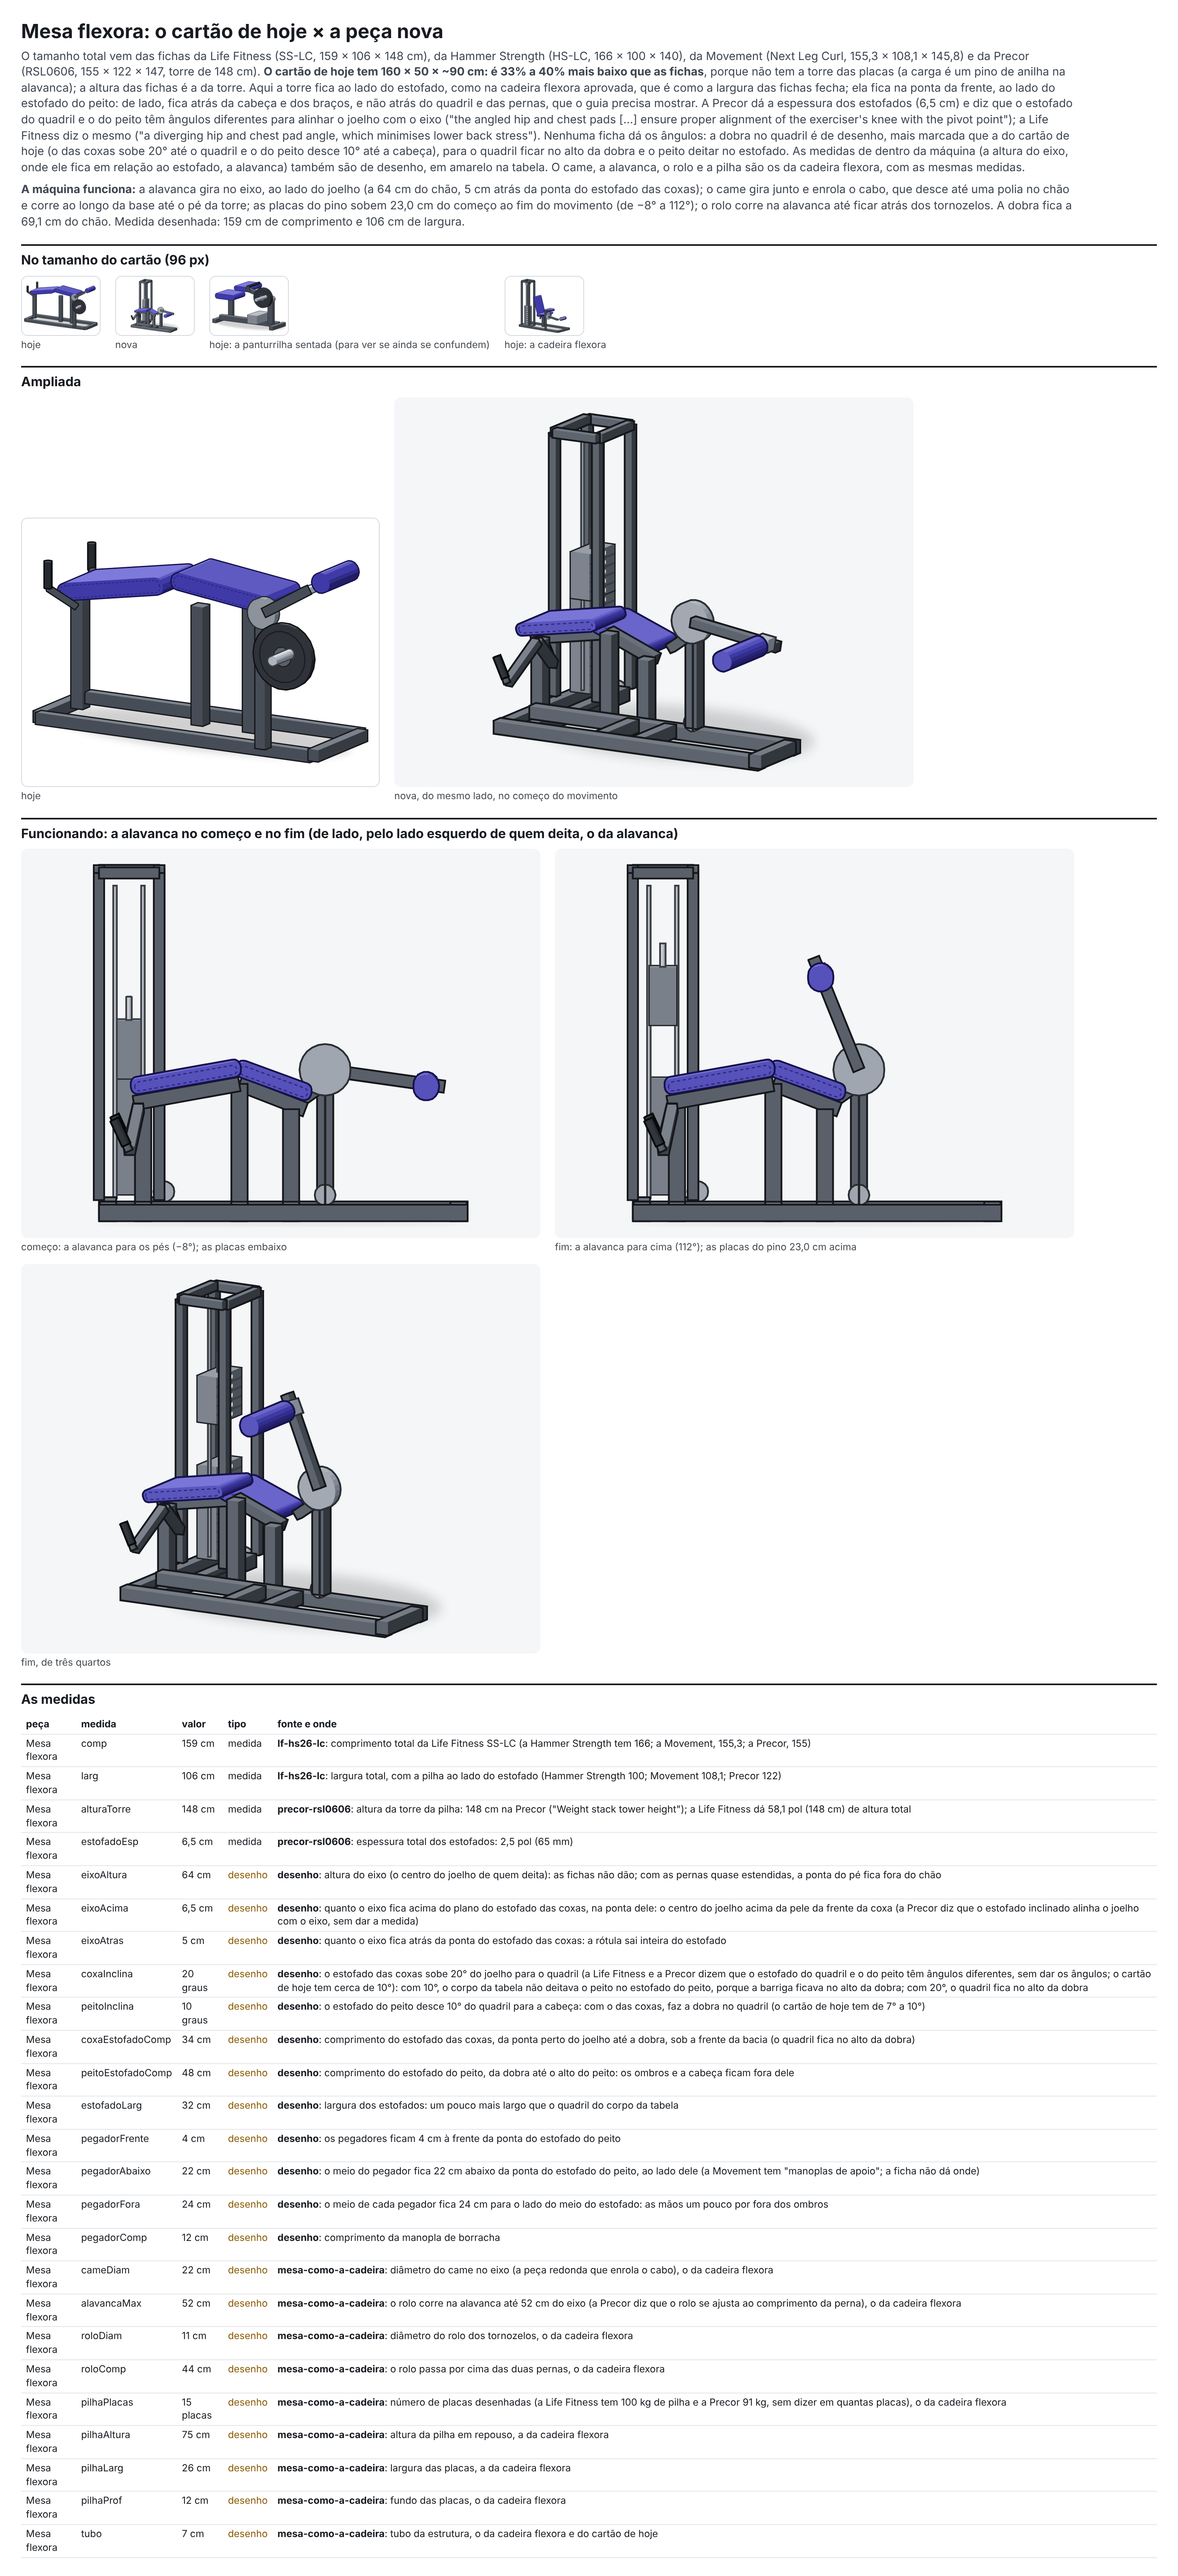 Mesa flexora: o cartão de hoje × a peça nova
O tamanho total vem das fichas da Life Fitness (SS-LC, 159 × 106 × 148 cm), da Hammer Strength (HS-LC, 166 × 100 × 140), da Movement (Next Leg Curl, 155,3 × 108,1 × 145,8) e da Precor
(RSL0606, 155 × 122 × 147, torre de 148 cm). O cartão de hoje tem 160 × 50 × ~90 cm: é 33% a 40% mais baixo que as fichas, porque não tem a torre das placas (a carga é um pino de anilha na
alavanca); a altura das fichas é a da torre. Aqui a torre fica ao lado do estofado, como na cadeira flexora aprovada, que é como a largura das fichas fecha; ela fica na ponta da frente, ao lado do
estofado do peito: de lado, fica atrás da cabeça e dos braços, e não atrás do quadril e das pernas, que o guia precisa mostrar. A Precor dá a espessura dos estofados (6,5 cm) e diz que o estofado
do quadril e o do peito têm ângulos diferentes para alinhar o joelho com o eixo ("the angled hip and chest pads [...] ensure proper alignment of the exerciser's knee with the pivot point"); a Life
Fitness diz o mesmo ("a diverging hip and chest pad angle, which minimises lower back stress"). Nenhuma ficha dá os ângulos: a dobra no quadril é de desenho, mais marcada que a do cartão de
hoje (o das coxas sobe 20° até o quadril e o do peito desce 10° até a cabeça), para o quadril ficar no alto da dobra e o peito deitar no estofado. As medidas de dentro da máquina (a altura do eixo,
onde ele fica em relação ao estofado, a alavanca) também são de desenho, em amarelo na tabela. O came, a alavanca, o rolo e a pilha são os da cadeira flexora, com as mesmas medidas.
A máquina funciona: a alavanca gira no eixo, ao lado do joelho (a 64 cm do chão, 5 cm atrás da ponta do estofado das coxas); o came gira junto e enrola o cabo, que desce até uma polia no chão
e corre ao longo da base até o pé da torre; as placas do pino sobem 23,0 cm do começo ao fim do movimento (de −8° a 112°); o rolo corre na alavanca até ficar atrás dos tornozelos. A dobra fica a
69,1 cm do chão. Medida desenhada: 159 cm de comprimento e 106 cm de largura.
No tamanho do cartão (96 px)
hoje
nova
hoje: a panturrilha sentada (para ver se ainda se confundem)
hoje: a cadeira flexora
Ampliada
hoje
nova, do mesmo lado, no começo do movimento
Funcionando: a alavanca no começo e no fim (de lado, pelo lado esquerdo de quem deita, o da alavanca)
começo: a alavanca para os pés (−8°); as placas embaixo
fim: a alavanca para cima (112°); as placas do pino 23,0 cm acima
fim, de três quartos
As medidas
peça medida valor tipo fonte e onde
Mesa flexora comp 159 cm medida lf-hs26-lc: comprimento total da Life Fitness SS-LC (a Hammer Strength tem 166; a Movement, 155,3; a Precor, 155)
Mesa flexora larg 106 cm medida lf-hs26-lc: largura total, com a pilha ao lado do estofado (Hammer Strength 100; Movement 108,1; Precor 122)
Mesa flexora alturaTorre 148 cm medida precor-rsl0606: altura da torre da pilha: 148 cm na Precor ("Weight stack tower height"); a Life Fitness dá 58,1 pol (148 cm) de altura total
Mesa flexora estofadoEsp 6,5 cm medida precor-rsl0606: espessura total dos estofados: 2,5 pol (65 mm)
Mesa flexora eixoAltura 64 cm desenho desenho: altura do eixo (o centro do joelho de quem deita): as fichas não dão; com as pernas quase estendidas, a ponta do pé fica fora do chão
Mesa flexora eixoAcima 6,5 cm desenho desenho: quanto o eixo fica acima do plano do estofado das coxas, na ponta dele: o centro do joelho acima da pele da frente da coxa (a Precor diz que o estofado inclinado alinha o joelho
com o eixo, sem dar a medida)
Mesa flexora eixoAtras 5 cm desenho desenho: quanto o eixo fica atrás da ponta do estofado das coxas: a rótula sai inteira do estofado
Mesa flexora coxaInclina 20 graus desenho desenho: o estofado das coxas sobe 20° do joelho para o quadril (a Life Fitness e a Precor dizem que o estofado do quadril e o do peito têm ângulos diferentes, sem dar os ângulos; o cartão
de hoje tem cerca de 10°): com 10°, o corpo da tabela não deitava o peito no estofado do peito, porque a barriga ficava no alto da dobra; com 20°, o quadril fica no alto da dobra
Mesa flexora peitoInclina 10 graus desenho desenho: o estofado do peito desce 10° do quadril para a cabeça: com o das coxas, faz a dobra no quadril (o cartão de hoje tem de 7° a 10°)
Mesa flexora coxaEstofadoComp 34 cm desenho desenho: comprimento do estofado das coxas, da ponta perto do joelho até a dobra, sob a frente da bacia (o quadril fica no alto da dobra)
Mesa flexora peitoEstofadoComp 48 cm desenho desenho: comprimento do estofado do peito, da dobra até o alto do peito: os ombros e a cabeça ficam fora dele
Mesa flexora estofadoLarg 32 cm desenho desenho: largura dos estofados: um pouco mais largo que o quadril do corpo da tabela
Mesa flexora pegadorFrente 4 cm desenho desenho: os pegadores ficam 4 cm à frente da ponta do estofado do peito
Mesa flexora pegadorAbaixo 22 cm desenho desenho: o meio do pegador fica 22 cm abaixo da ponta do estofado do peito, ao lado dele (a Movement tem "manoplas de apoio"; a ficha não dá onde)
Mesa flexora pegadorFora 24 cm desenho desenho: o meio de cada pegador fica 24 cm para o lado do meio do estofado: as mãos um pouco por fora dos ombros
Mesa flexora pegadorComp 12 cm desenho desenho: comprimento da manopla de borracha
Mesa flexora cameDiam 22 cm desenho mesa-como-a-cadeira: diâmetro do came no eixo (a peça redonda que enrola o cabo), o da cadeira flexora
Mesa flexora alavancaMax 52 cm desenho mesa-como-a-cadeira: o rolo corre na alavanca até 52 cm do eixo (a Precor diz que o rolo se ajusta ao comprimento da perna), o da cadeira flexora
Mesa flexora roloDiam 11 cm desenho mesa-como-a-cadeira: diâmetro do rolo dos tornozelos, o da cadeira flexora
Mesa flexora roloComp 44 cm desenho mesa-como-a-cadeira: o rolo passa por cima das duas pernas, o da cadeira flexora
Mesa flexora pilhaPlacas 15 placas desenho mesa-como-a-cadeira: número de placas desenhadas (a Life Fitness tem 100 kg de pilha e a Precor 91 kg, sem dizer em quantas placas), o da cadeira flexora
Mesa flexora pilhaAltura 75 cm desenho mesa-como-a-cadeira: altura da pilha em repouso, a da cadeira flexora
Mesa flexora pilhaLarg 26 cm desenho mesa-como-a-cadeira: largura das placas, a da cadeira flexora
Mesa flexora pilhaProf 12 cm desenho mesa-como-a-cadeira: fundo das placas, o da cadeira flexora
Mesa flexora tubo 7 cm desenho mesa-como-a-cadeira: tubo da estrutura, o da cadeira flexora e do cartão de hoje